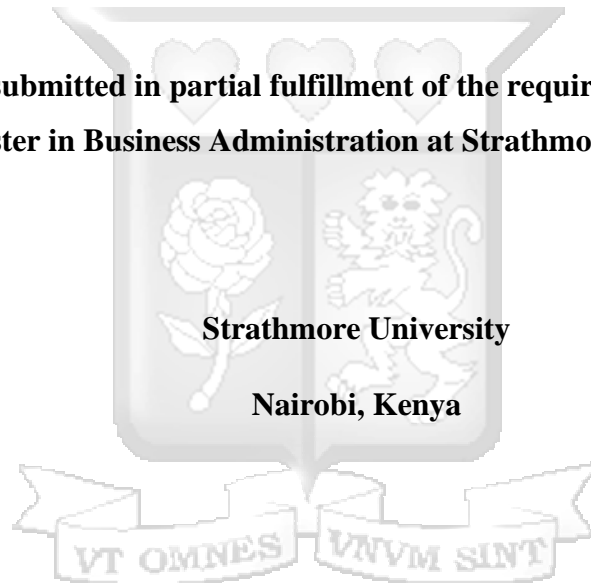 submitted in partial fulfillment of the requir
ster in Business Administration at Strathmo
Strathmore University
Nairobi, Kenya
VT OMNES VNVM SINT